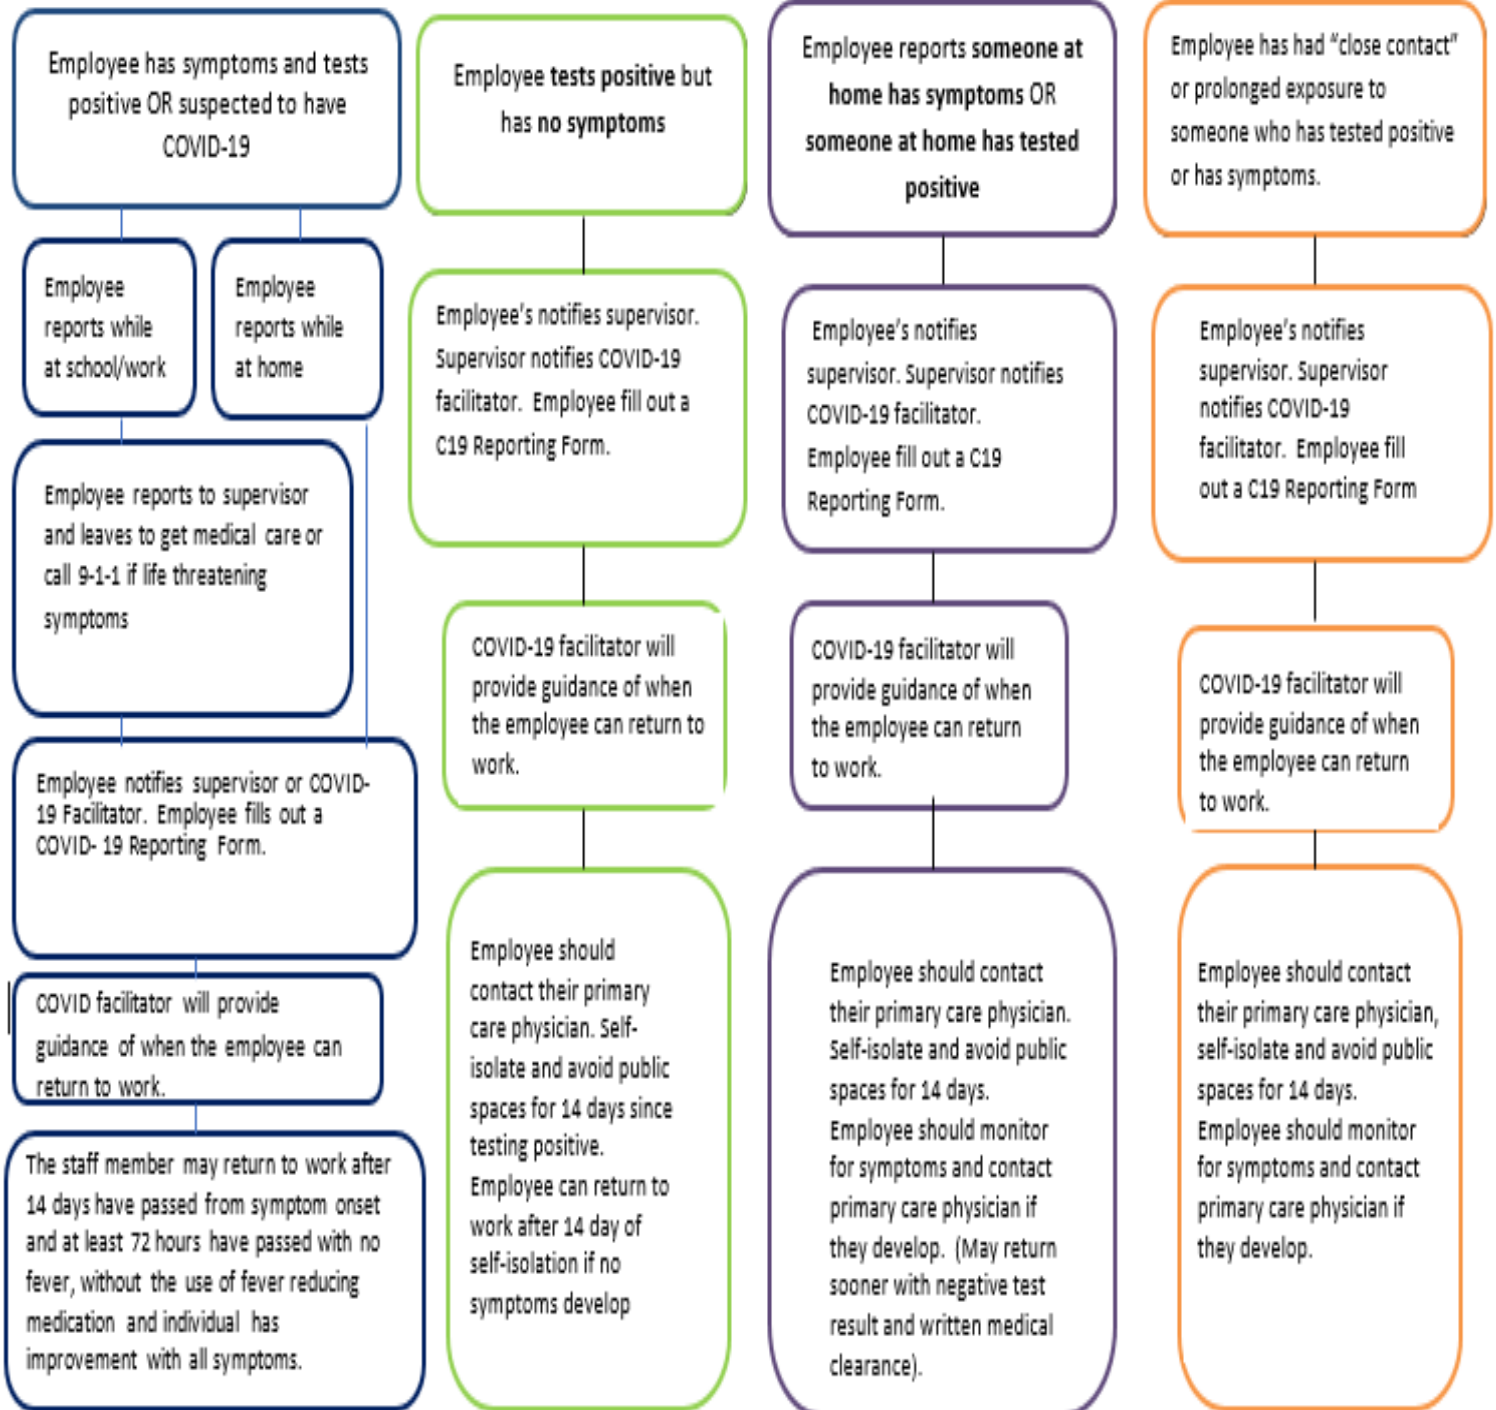 Employee has symptoms and tests
positive OR suspected to have
COVID-19
Employee
reports while
at school/work
Employee
reports while
at home
Employee reports to supervisor
and leaves to get medical care or
call 9-1-1 if life threatening
symptoms
Employee notifies supervisor or COVID-
19 Facilitator. Employee fills out a
COVID- 19 Reporting Form.
COVID facilitator will provide
guidance of when the employee can
return to work.
The staff member may return to work after
14 days have passed from symptom onset
and at least 72 hours have passed with no
fever, without the use of fever reducing
medication and individual has
improvement with all symptoms.
Employee tests positive but
has no symptoms
Employee's notifies supervisor.
Supervisor notifies COVID-19
facilitator. Employee fill out a
C19 Reporting Form.
COVID-19 facilitator will
provide guidance of when
the employee can return to
work.
Employee should
contact their primary
care physician. Self-
isolate and avoid public
spaces for 14 days since
testing positive.
Employee can return to
work after 14 day of
self-isolation if no
symptoms develop
Employee reports someone at
home has symptoms OR
someone at home has tested
positive
Employee's notifies
supervisor. Supervisor notifies
COVID-19 facilitator.
Employee fill out a C19
Reporting Form.
COVID-19 facilitator will
provide guidance of when
the employee can return
to work.
Employee should contact
their primary care physician.
Self-isolate and avoid public
spaces for 14 days.
Employee should monitor
for symptoms and contact
primary care physician if
they develop. (May return
sooner with negative test
result and written medical
clearance).
Employee has had “close contact”
or prolonged exposure to
someone who has tested positive
or has symptoms.
Employee's notifies
supervisor. Supervisor
notifies COVID-19
facilitator. Employee fill
out a C19 Reporting Form
COVID-19 facilitator will
provide guidance of when
the employee can return
to work.
Employee should contact
their primary care physician,
self-isolate and avoid public
spaces for 14 days.
Employee should monitor
for symptoms and contact
primary care physician if
they develop.